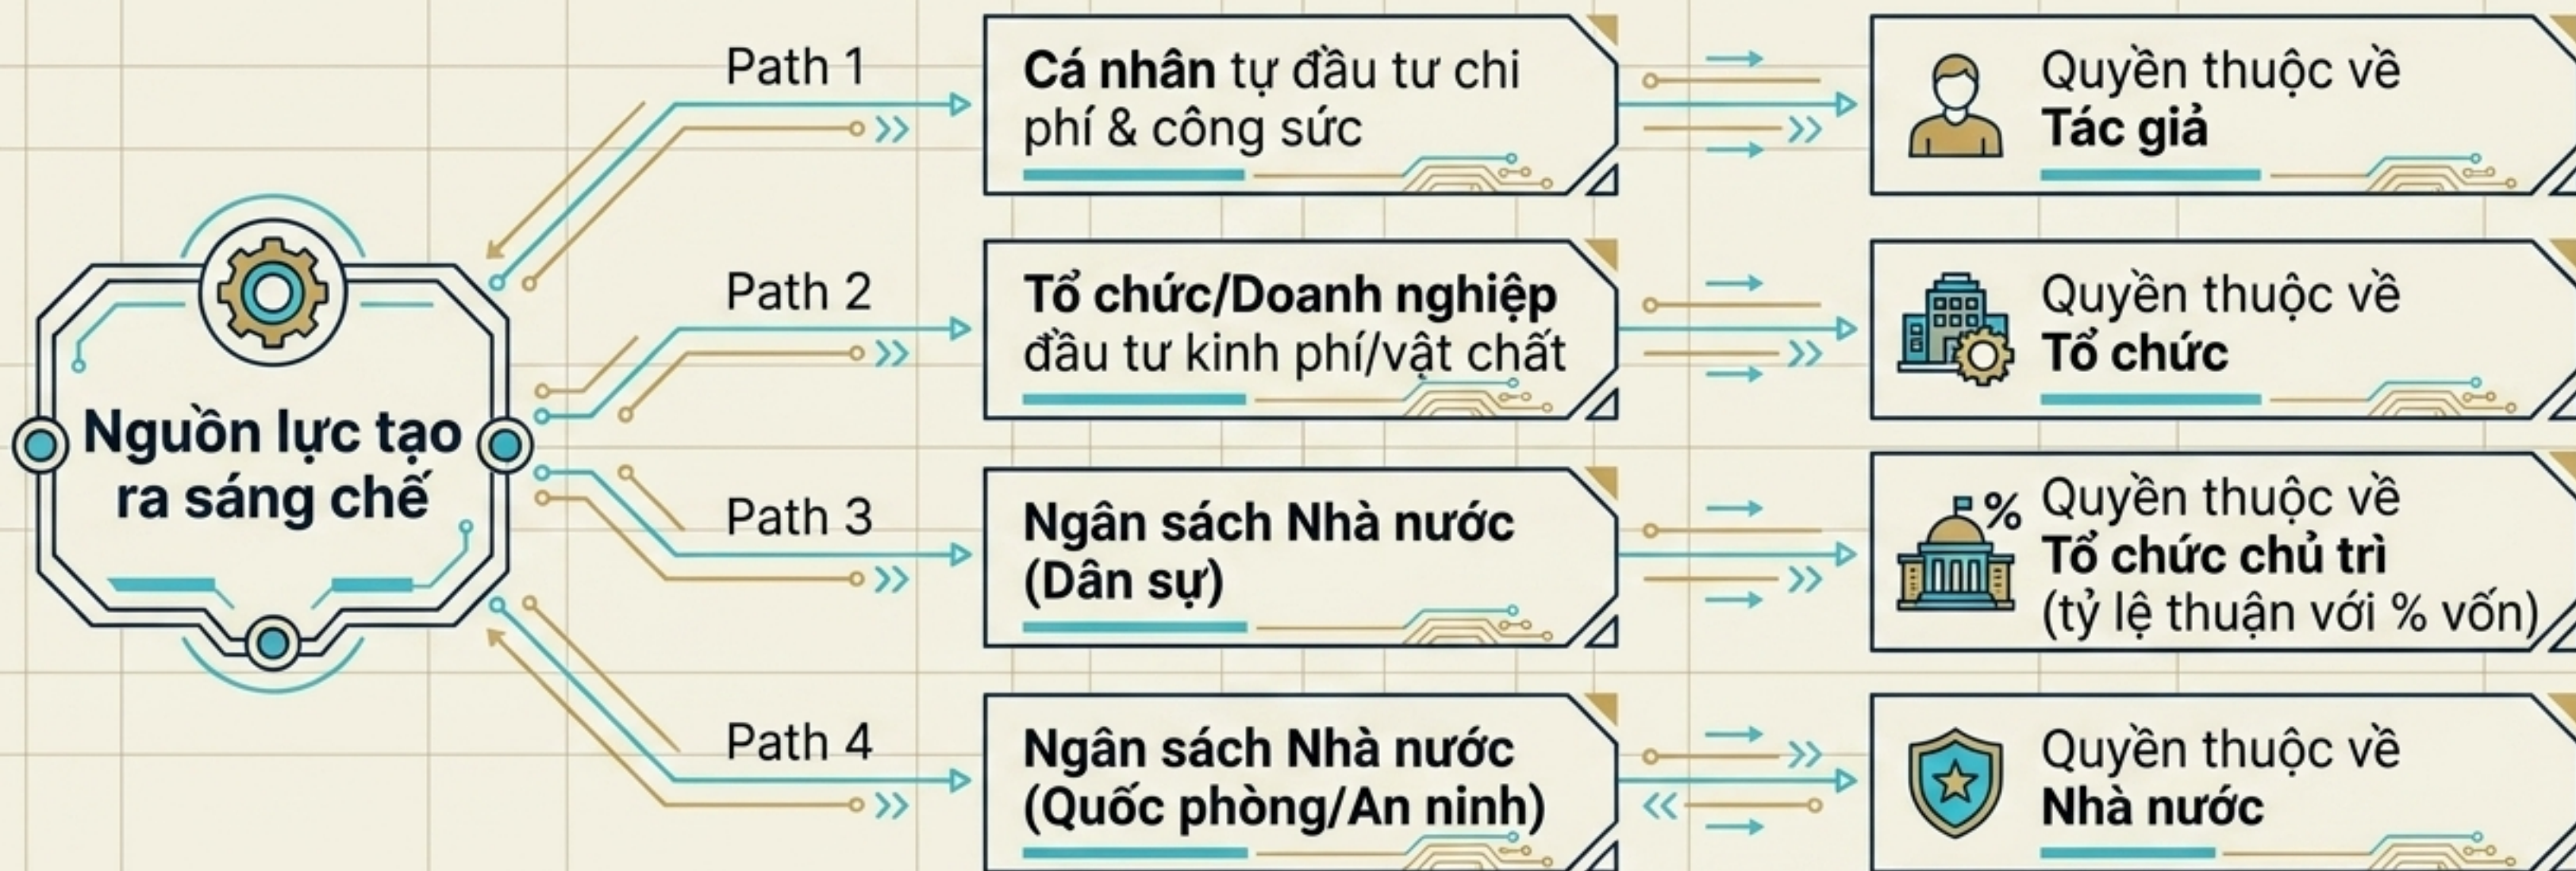 Nguồn lực tạo
ra sáng chế
Path 1
Cá nhân tự đầu tư chi
phí & công sức
Quyền thuộc về
Tác giả
Path 2
Tổ chức/Doanh nghiệp
đầu tư kinh phí/vật chất
Quyền thuộc về
Tổ chức
Path 3
Ngân sách Nhà nước
(Dân sự)
%
Quyền thuộc về
Tổ chức chủ trì
(tỷ lệ thuận với % vốn)
Path 4
Ngân sách Nhà nước
(Quốc phòng/An ninh)
Quyền thuộc về
Nhà nước